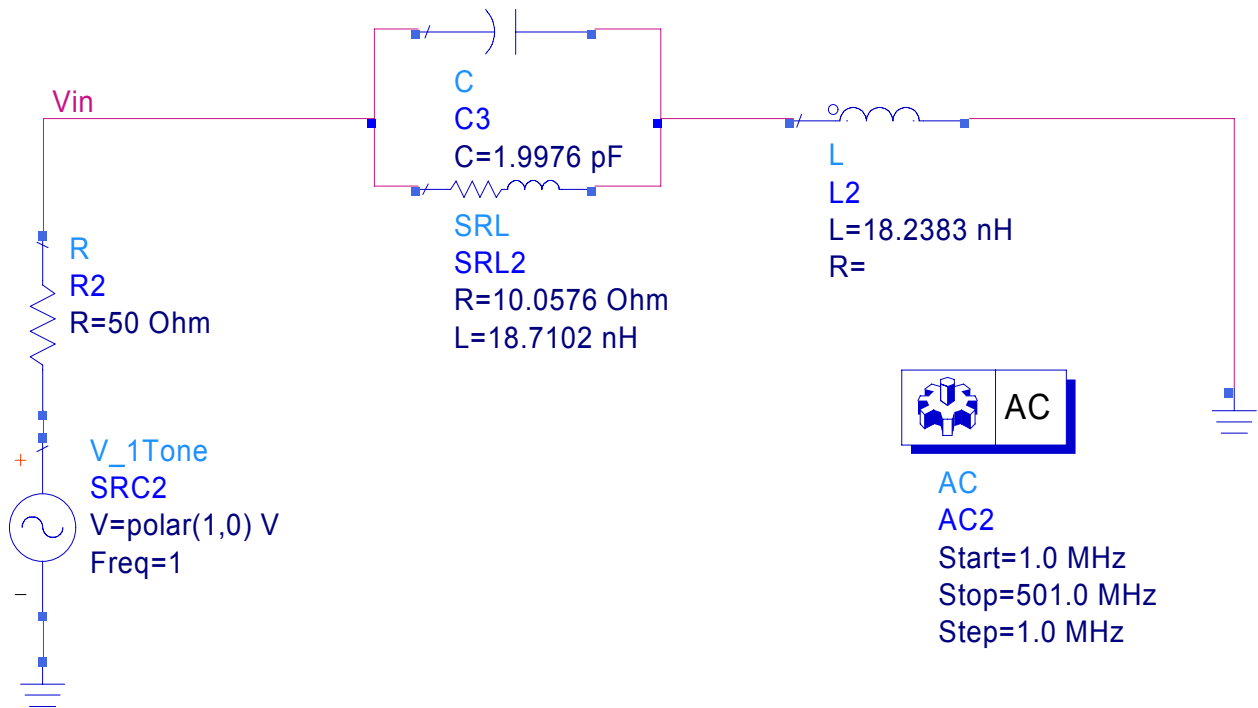 Vin
C
C3
C=1.9976 pF
SRL
SRL2
R=10.0576 Ohm
L=18.7102 nH
L
L2
L=18.2383 nH
R=
R
R2
R=50 Ohm
+
V_1Tone
SRC2
V=polar(1,0) V
Freq=1
−
AC
AC
AC2
Start=1.0 MHz
Stop=501.0 MHz
Step=1.0 MHz